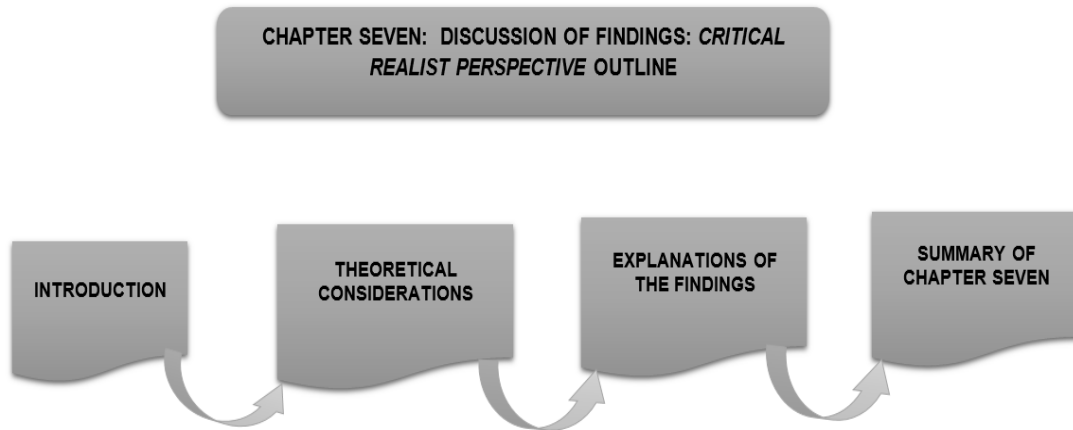 CHAPTER SEVEN: DISCUSSION OF FINDINGS: CRITICAL
REALIST PERSPECTIVE OUTLINE
INTRODUCTION
THEORETICAL
CONSIDERATIONS
EXPLANATIONS OF
THE FINDINGS
SUMMARY OF
CHAPTER SEVEN